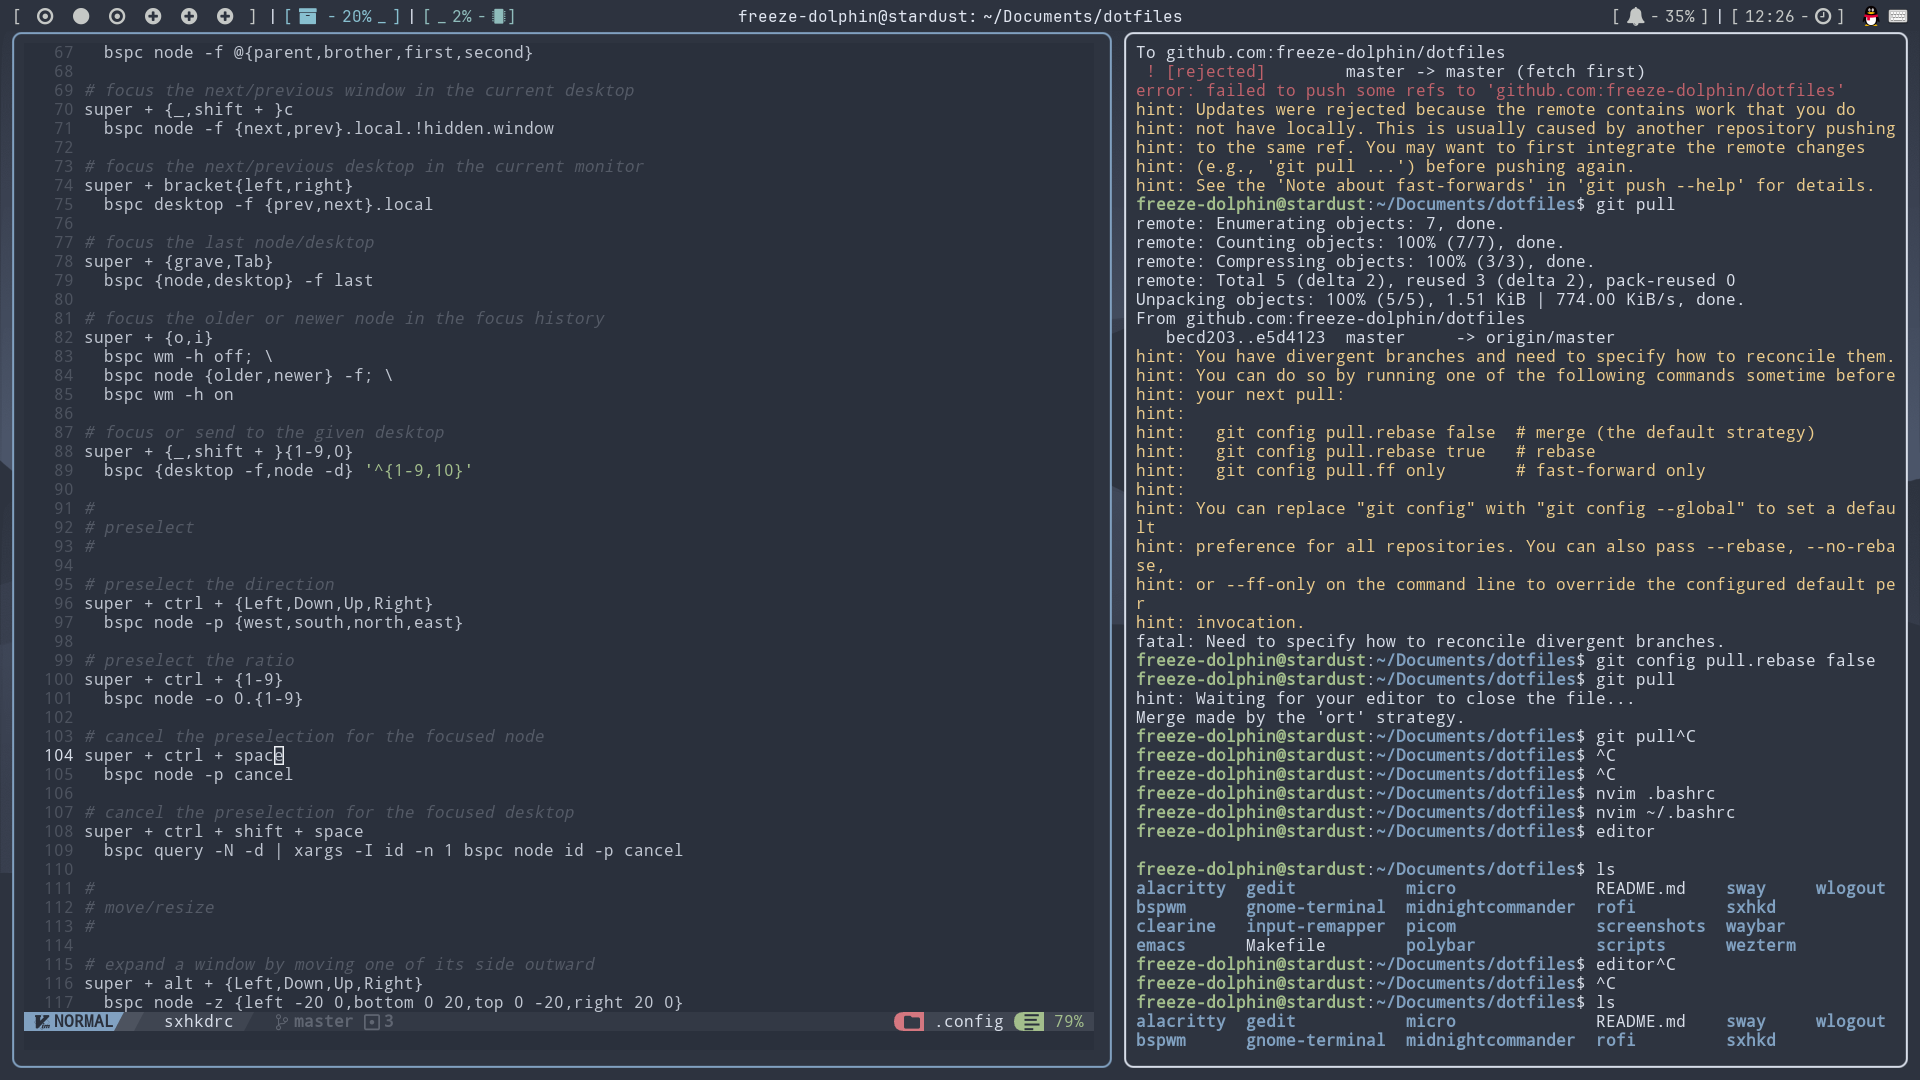 [ ] | [ - 20% _ ] | [ _ 2% - ]
freeze-dolphin@stardust: ~/Documents/dotfiles
[ - 35% ] | [ 12:26 - ]
67 bspc node -f @{parent,brother,first,second}
68
69 # focus the next/previous window in the current desktop
70 super + {_,shift + }c
71 bspc node -f {next,prev}.local.!hidden.window
72
73 # focus the next/previous desktop in the current monitor
74 super + bracket{left,right}
75 bspc desktop -f {prev,next}.local
76
77 # focus the last node/desktop
78 super + {grave,Tab}
79 bspc {node,desktop} -f last
80
81 # focus the older or newer node in the focus history
82 super + {o,i}
83 bspc wm -h off; \
84 bspc node {older,newer} -f; \
85 bspc wm -h on
86
87 # focus or send to the given desktop
88 super + {_,shift + }{1-9,0}
89 bspc {desktop -f,node -d} '^{1-9,10}'
90
91 #
92 # preselect
93 #
94
95 # preselect the direction
96 super + ctrl + {Left,Down,Up,Right}
97 bspc node -p {west,south,north,east}
98
99 # preselect the ratio
100 super + ctrl + {1-9}
101 bspc node -o 0.{1-9}
102
103 # cancel the preselection for the focused node
104 super + ctrl + space
105 bspc node -p cancel
106
107 # cancel the preselection for the focused desktop
108 super + ctrl + shift + space
109 bspc query -N -d | xargs -I id -n 1 bspc node id -p cancel
110
111 #
112 # move/resize
113 #
114
115 # expand a window by moving one of its side outward
116 super + alt + {Left,Down,Up,Right}
117 bspc node -z {left -20 0,bottom 0 20,top 0 -20,right 20 0}
NORMAL sxhkdrc master 3 .config 79%
To github.com:freeze-dolphin/dotfiles
! [rejected] master -> master (fetch first)
error: failed to push some refs to 'github.com:freeze-dolphin/dotfiles'
hint: Updates were rejected because the remote contains work that you do
hint: not have locally. This is usually caused by another repository pushing
hint: to the same ref. You may want to first integrate the remote changes
hint: (e.g., 'git pull ...') before pushing again.
hint: See the 'Note about fast-forwards' in 'git push --help' for details.
freeze-dolphin@stardust:~/Documents/dotfiles$ git pull
remote: Enumerating objects: 7, done.
remote: Counting objects: 100% (7/7), done.
remote: Compressing objects: 100% (3/3), done.
remote: Total 5 (delta 2), reused 3 (delta 2), pack-reused 0
Unpacking objects: 100% (5/5), 1.51 KiB | 774.00 KiB/s, done.
From github.com:freeze-dolphin/dotfiles
becd203..e5d4123 master -> origin/master
hint: You have divergent branches and need to specify how to reconcile them.
hint: You can do so by running one of the following commands sometime before
hint: your next pull:
hint:
hint: git config pull.rebase false # merge (the default strategy)
hint: git config pull.rebase true # rebase
hint: git config pull.ff only # fast-forward only
hint:
hint: You can replace "git config" with "git config --global" to set a defau
lt
hint: preference for all repositories. You can also pass --rebase, --no-reba
se,
hint: or --ff-only on the command line to override the configured default pe
r
hint: invocation.
fatal: Need to specify how to reconcile divergent branches.
freeze-dolphin@stardust:~/Documents/dotfiles$ git config pull.rebase false
freeze-dolphin@stardust:~/Documents/dotfiles$ git pull
hint: Waiting for your editor to close the file...
Merge made by the 'ort' strategy.
freeze-dolphin@stardust:~/Documents/dotfiles$ git pull^C
freeze-dolphin@stardust:~/Documents/dotfiles$ ^C
freeze-dolphin@stardust:~/Documents/dotfiles$ ^C
freeze-dolphin@stardust:~/Documents/dotfiles$ nvim .bashrc
freeze-dolphin@stardust:~/Documents/dotfiles$ nvim ~/.bashrc
freeze-dolphin@stardust:~/Documents/dotfiles$ editor
freeze-dolphin@stardust:~/Documents/dotfiles$ ls
alacritty gedit micro README.md sway wlogout
bspwm gnome-terminal midnightcommander rofi sxhkd
clearine input-remapper picom screenshots waybar
emacs Makefile polybar scripts wezterm
freeze-dolphin@stardust:~/Documents/dotfiles$ editor^C
freeze-dolphin@stardust:~/Documents/dotfiles$ ^C
freeze-dolphin@stardust:~/Documents/dotfiles$ ls
alacritty gedit micro README.md sway wlogout
bspwm gnome-terminal midnightcommander rofi sxhkd